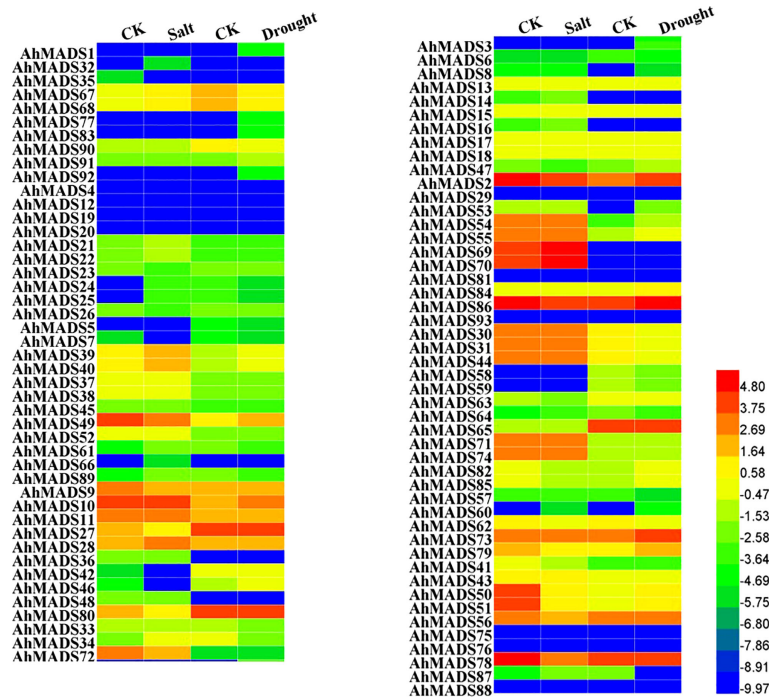 CK Salt CK Drought
AhMADS1
AhMADS32
AhMADS35
AhMADS67
AhMADS68
AhMADS77
AhMADS83
AhMADS90
AhMADS91
AhMADS92
AhMADS4
AhMADS12
AhMADS19
AhMADS20
AhMADS21
AhMADS22
AhMADS23
AhMADS24
AhMADS25
AhMADS26
AhMADS5
AhMADS7
AhMADS39
AhMADS40
AhMADS37
AhMADS38
AhMADS45
AhMADS49
AhMADS52
AhMADS61
AhMADS66
AhMADS89
AhMADS9
AhMADS10
AhMADS11
AhMADS27
AhMADS28
AhMADS36
AhMADS42
AhMADS46
AhMADS48
AhMADS80
AhMADS33
AhMADS34
AhMADS72
CK Salt CK Drought
AhMADS3
AhMADS6
AhMADS8
AhMADS13
AhMADS14
AhMADS15
AhMADS16
AhMADS17
AhMADS18
AhMADS47
AhMADS2
AhMADS29
AhMADS53
AhMADS54
AhMADS55
AhMADS69
AhMADS70
AhMADS81
AhMADS84
AhMADS86
AhMADS93
AhMADS30
AhMADS31
AhMADS44
AhMADS58
AhMADS59
AhMADS63
AhMADS64
AhMADS65
AhMADS71
AhMADS74
AhMADS82
AhMADS85
AhMADS57
AhMADS60
AhMADS62
AhMADS73
AhMADS79
AhMADS41
AhMADS43
AhMADS50
AhMADS51
AhMADS56
AhMADS75
AhMADS76
AhMADS78
AhMADS87
AhMADS88
4.80
3.75
2.69
1.64
0.58
-0.47
-1.53
-2.58
-3.64
-4.69
-5.75
-6.80
-7.86
-8.91
-9.97